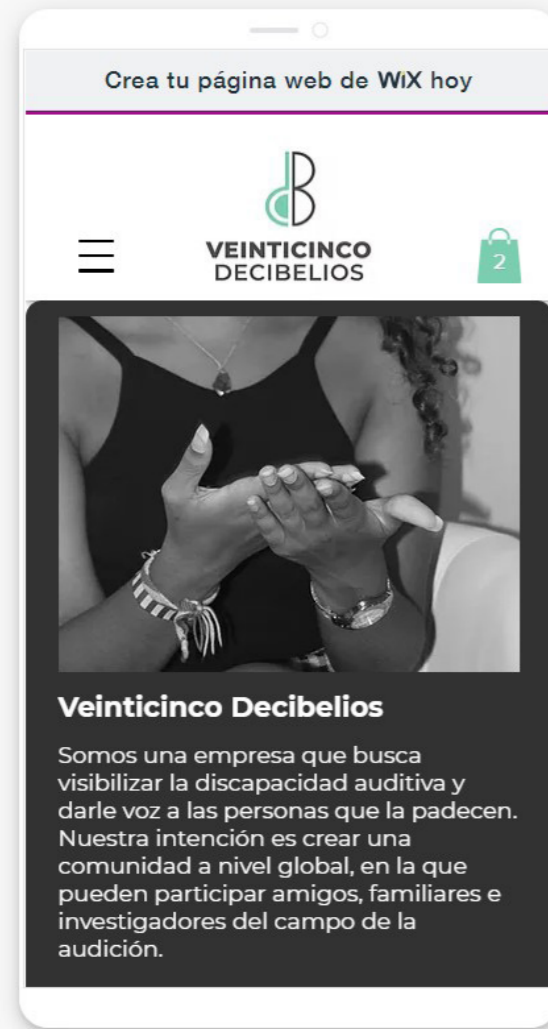 Crea tu página web de WiX hoy
dB
VEINTICINCO
DECIBELIOS
2
Veinticinco Decibelios
Somos una empresa que busca
visibilizar la discapacidad auditiva y
darle voz a las personas que la padecen.
Nuestra intención es crear una
comunidad a nivel global, en la que
pueden participar amigos, familiares e
investigadores del campo de la
audición.